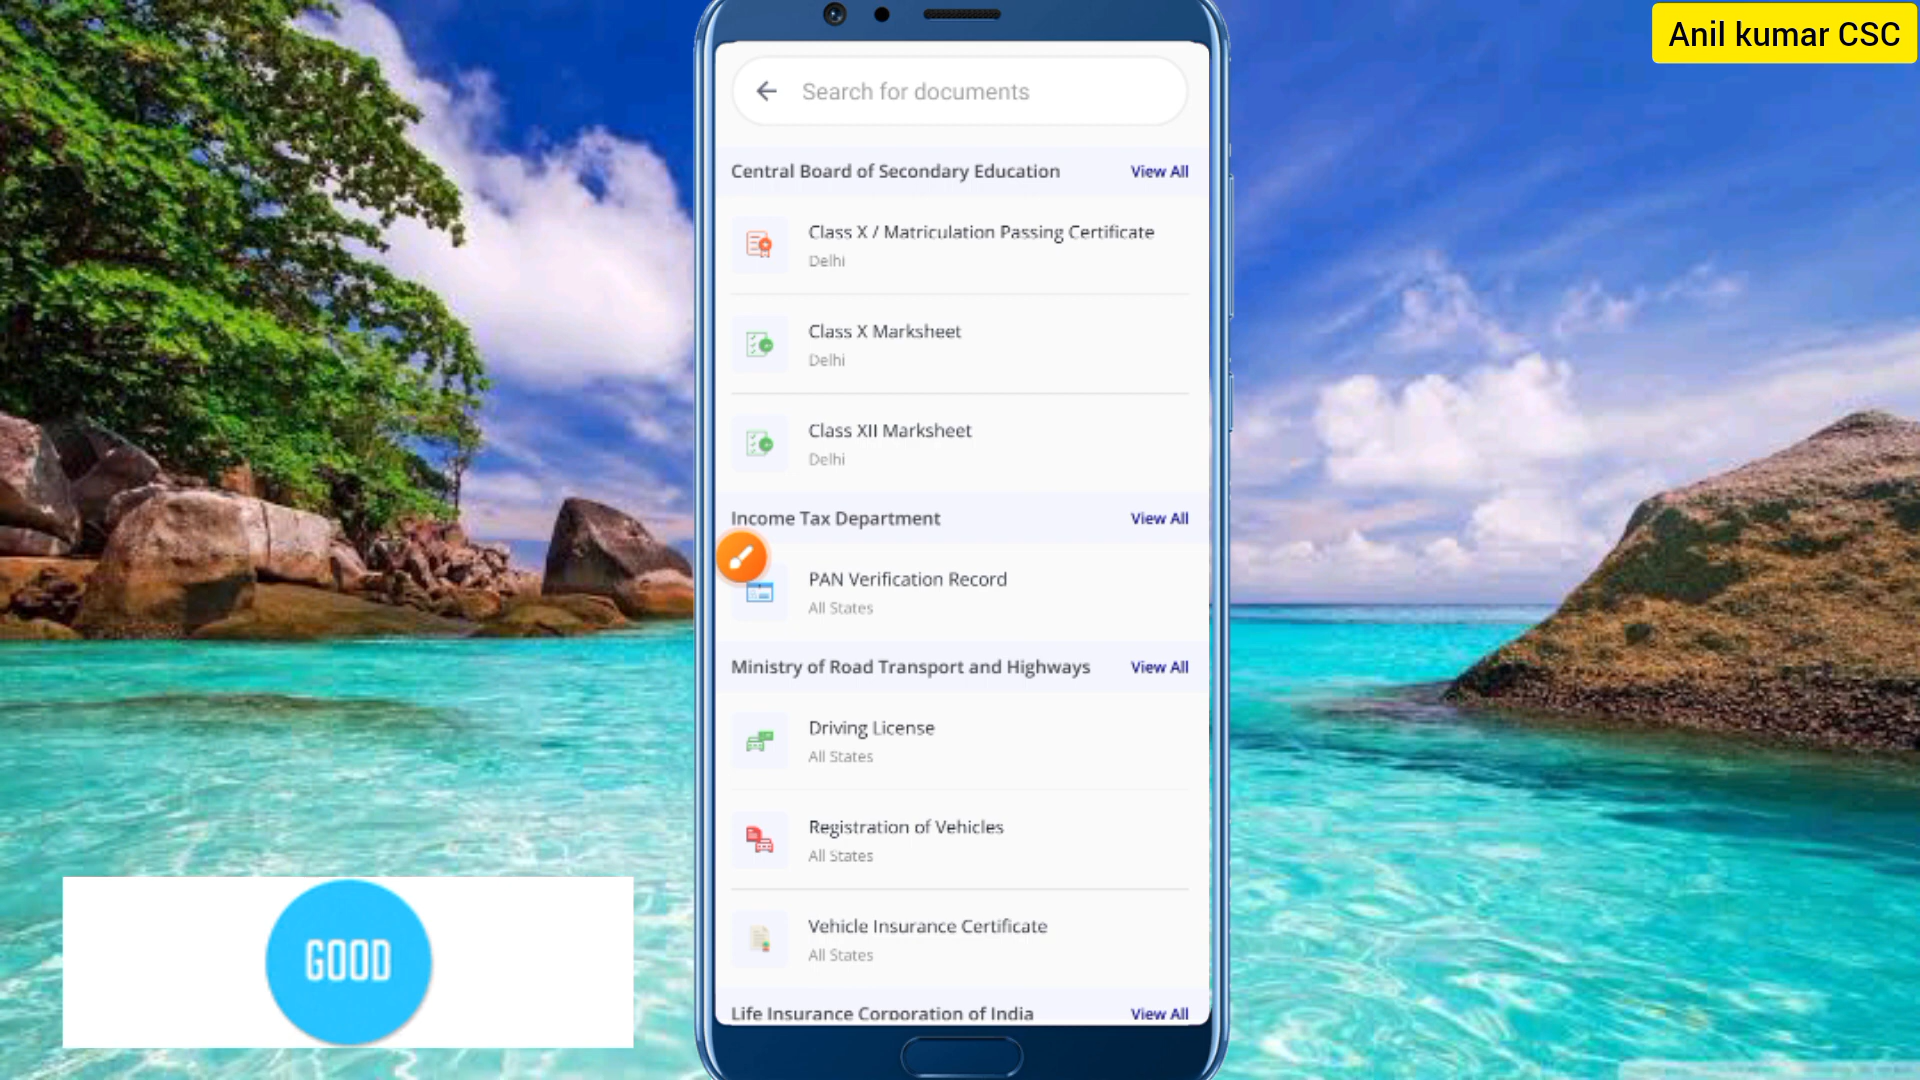 Anil kumar CSC
Search for documents
Central Board of Secondary Education
View All
Class X / Matriculation Passing Certificate
Delhi
Class X Marksheet
Delhi
Class XII Marksheet
Delhi
Income Tax Department
View All
PAN Verification Record
All States
Ministry of Road Transport and Highways
View All
Driving License
All States
Registration of Vehicles
All States
Vehicle Insurance Certificate
All States
Life Insurance Corporation of India
View All
GOOD